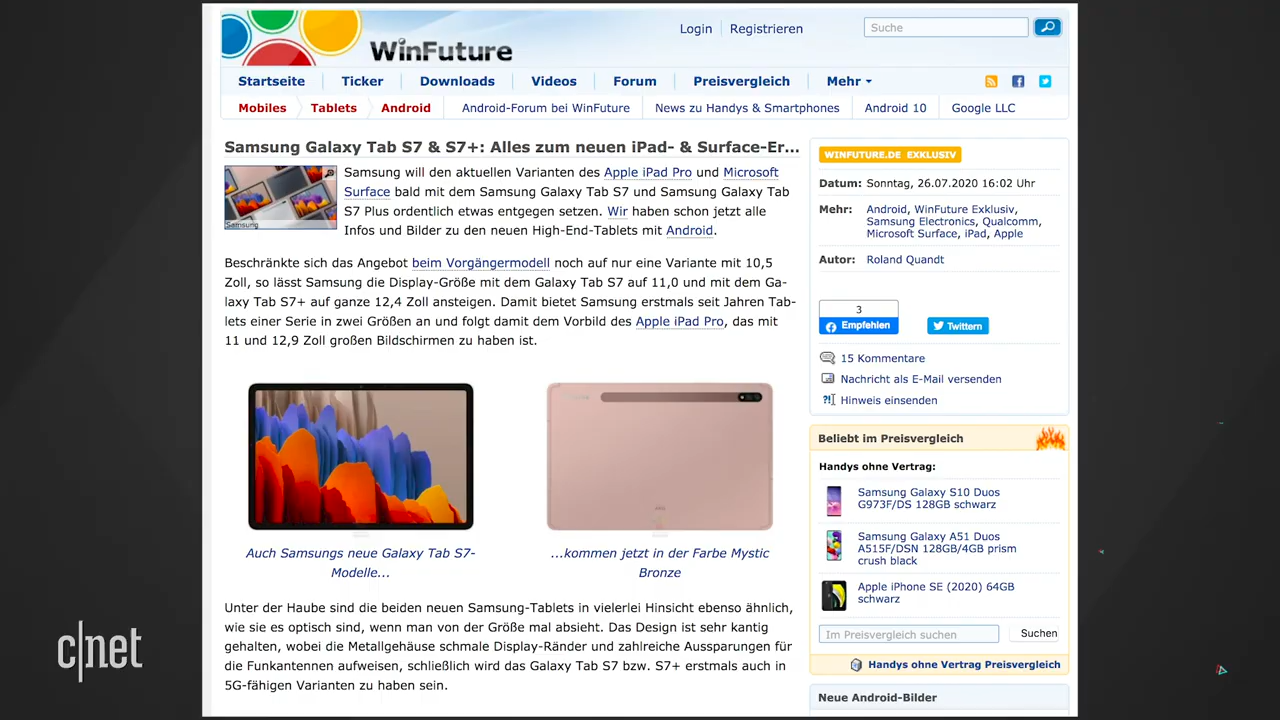 WinFuture
Login
Registrieren
Suche
Startseite
Ticker
Downloads
Videos
Forum
Preisvergleich
Mehr
Mobiles
Tablets
Android
Android-Forum bei WinFuture
News zu Handys & Smartphones
Android 10
Google LLC
Samsung Galaxy Tab S7 & S7+: Alles zum neuen iPad- & Surface-Er...
Samsung
Samsung will den aktuellen Varianten des Apple iPad Pro und Microsoft
Surface bald mit dem Samsung Galaxy Tab S7 und Samsung Galaxy Tab
S7 Plus ordentlich etwas entgegen setzen. Wir haben schon jetzt alle
Infos und Bilder zu den neuen High-End-Tablets mit Android.
Beschränkte sich das Angebot beim Vorgängermodell noch auf nur eine Variante mit 10,5
Zoll, so lässt Samsung die Display-Größe mit dem Galaxy Tab S7 auf 11,0 und mit dem Ga-
laxy Tab S7+ auf ganze 12,4 Zoll ansteigen. Damit bietet Samsung erstmals seit Jahren Tab-
lets einer Serie in zwei Größen an und folgt damit dem Vorbild des Apple iPad Pro, das mit
11 und 12,9 Zoll großen Bildschirmen zu haben ist.
Auch Samsungs neue Galaxy Tab S7-
Modelle...
...kommen jetzt in der Farbe Mystic
Bronze
Unter der Haube sind die beiden neuen Samsung-Tablets in vielerlei Hinsicht ebenso ähnlich,
wie sie es optisch sind, wenn man von der Größe mal absieht. Das Design ist sehr kantig
gehalten, wobei die Metallgehäuse schmale Display-Ränder und zahlreiche Aussparungen für
die Funkantennen aufweisen, schließlich wird das Galaxy Tab S7 bzw. S7+ erstmals auch in
5G-fähigen Varianten zu haben sein.
WINFUTURE.DE EXKLUSIV
Datum: Sonntag, 26.07.2020 16:02 Uhr
Mehr: Android, WinFuture Exklusiv,
Samsung Electronics, Qualcomm,
Microsoft Surface, iPad, Apple
Autor: Roland Quandt
3
Empfehlen
Twittern
15 Kommentare
Nachricht als E-Mail versenden
Hinweis einsenden
Beliebt im Preisvergleich
Handys ohne Vertrag:
Samsung Galaxy S10 Duos
G973F/DS 128GB schwarz
Samsung Galaxy A51 Duos
A515F/DSN 128GB/4GB prism
crush black
Apple iPhone SE (2020) 64GB
schwarz
Im Preisvergleich suchen
Suchen
Handys ohne Vertrag Preisvergleich
Neue Android-Bilder
c|net